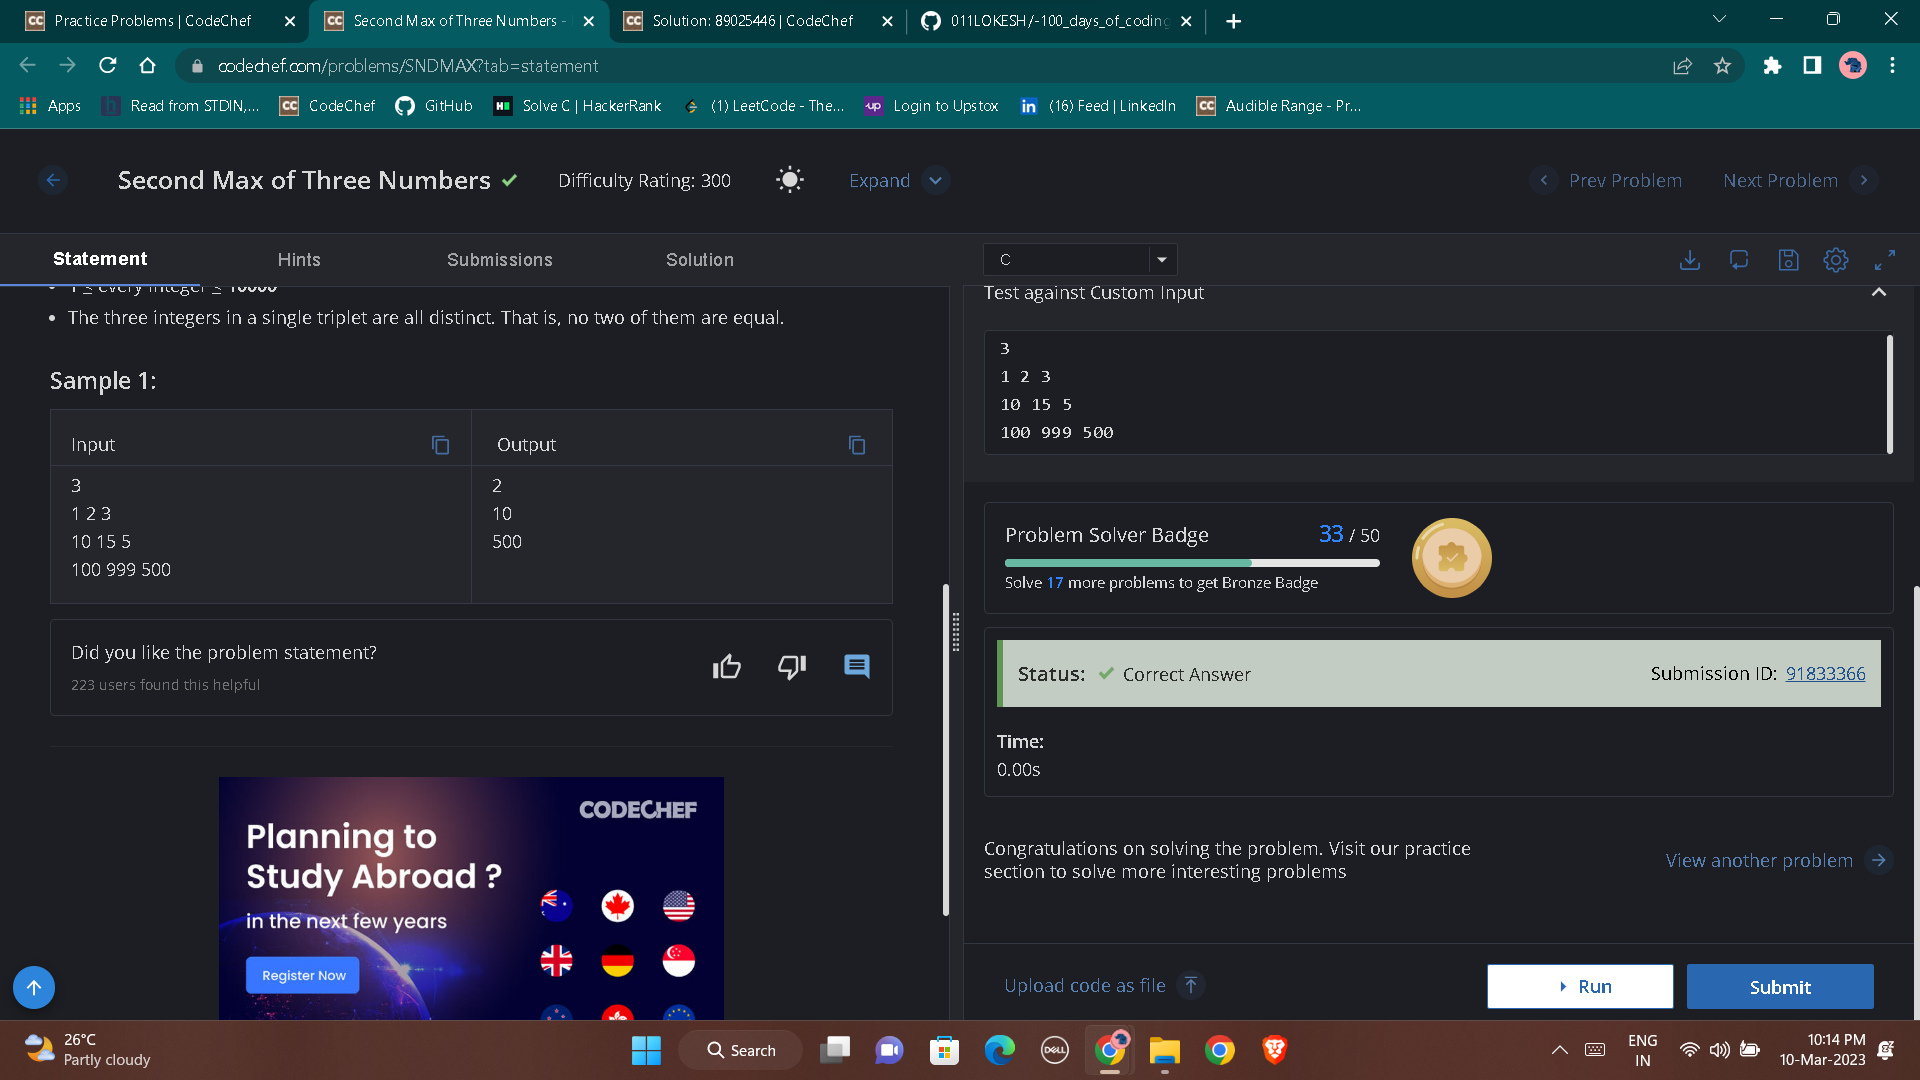 Practice Problems | CodeChef
Second Max of Three Numbers -
Solution: 89025446 | CodeChef
011LOKESH/-100_days_of_coding
codechef.com/problems/SNDMAX?tab=statement
Apps
Read from STDIN,...
CodeChef
GitHub
Solve C | HackerRank
(1) LeetCode - The...
Login to Upstox
(16) Feed | LinkedIn
Audible Range - Pr...
Second Max of Three Numbers
Difficulty Rating: 300
Expand
Prev Problem
Next Problem
Statement
Hints
Submissions
Solution
C
• 1 ≤ every integer ≤ 10000
• The three integers in a single triplet are all distinct. That is, no two of them are equal.
Sample 1:
Input
Output
3
1 2 3
10 15 5
100 999 500
2
10
500
Did you like the problem statement?
223 users found this helpful
CODECHEF
Planning to
Study Abroad ?
in the next few years
Register Now
Test against Custom Input
3
1 2 3
10 15 5
100 999 500
Problem Solver Badge
33 / 50
Solve 17 more problems to get Bronze Badge
Status:
Correct Answer
Submission ID: 91833366
Time:
0.00s
Congratulations on solving the problem. Visit our practice
section to solve more interesting problems
View another problem
Upload code as file
Run
Submit
26°C
Partly cloudy
Search
DELL
ENG
IN
10:14 PM
10-Mar-2023